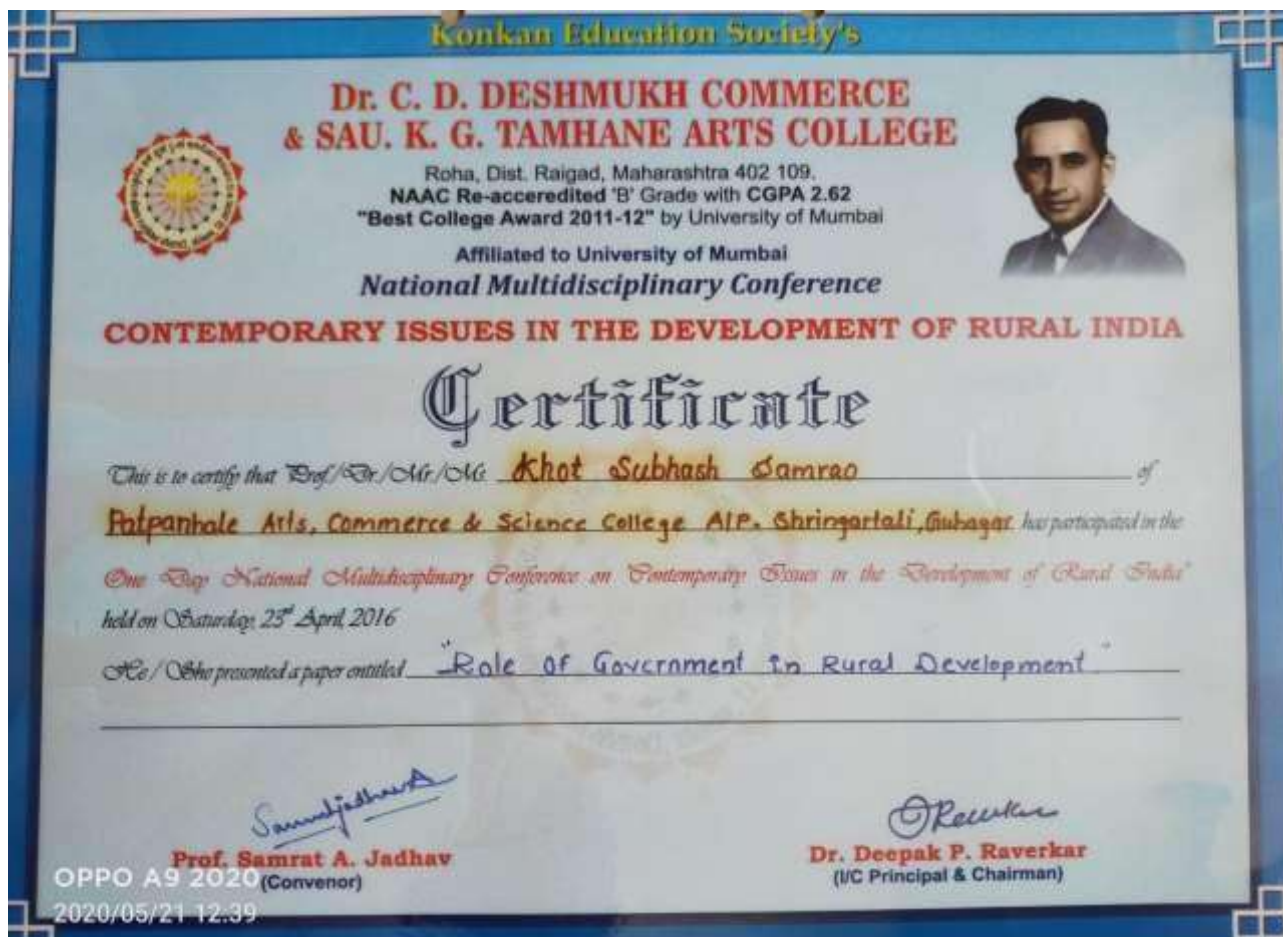 Konkan Education Society's
Dr. C. D. DESHMUKH COMMERCE
& SAU. K. G. TAMHANE ARTS COLLEGE
Roha, Dist. Raigad, Maharashtra 402 109.
NAAC Re-acceredited 'B' Grade with CGPA 2.62
"Best College Award 2011-12" by University of Mumbai
Affiliated to University of Mumbai
National Multidisciplinary Conference
CONTEMPORARY ISSUES IN THE DEVELOPMENT OF RURAL INDIA
Certificate
This is to certify that Prof./Dr./Mr./Ms. Khot Subhash Samrao of
Patpanhale Arts, Commerce & Science College A/P. Shringartali, Guhagar has participated in the
One Day National Multidisciplinary Conference on "Contemporary Issues in the Development of Rural India"
held on Saturday, 23rd April, 2016
He / She presented a paper entitled "Role of Government in Rural Development"
Prof. Samrat A. Jadhav
(Convenor)
Dr. Deepak P. Raverkar
(I/C Principal & Chairman)
OPPO A9 2020
2020/05/21 12:39